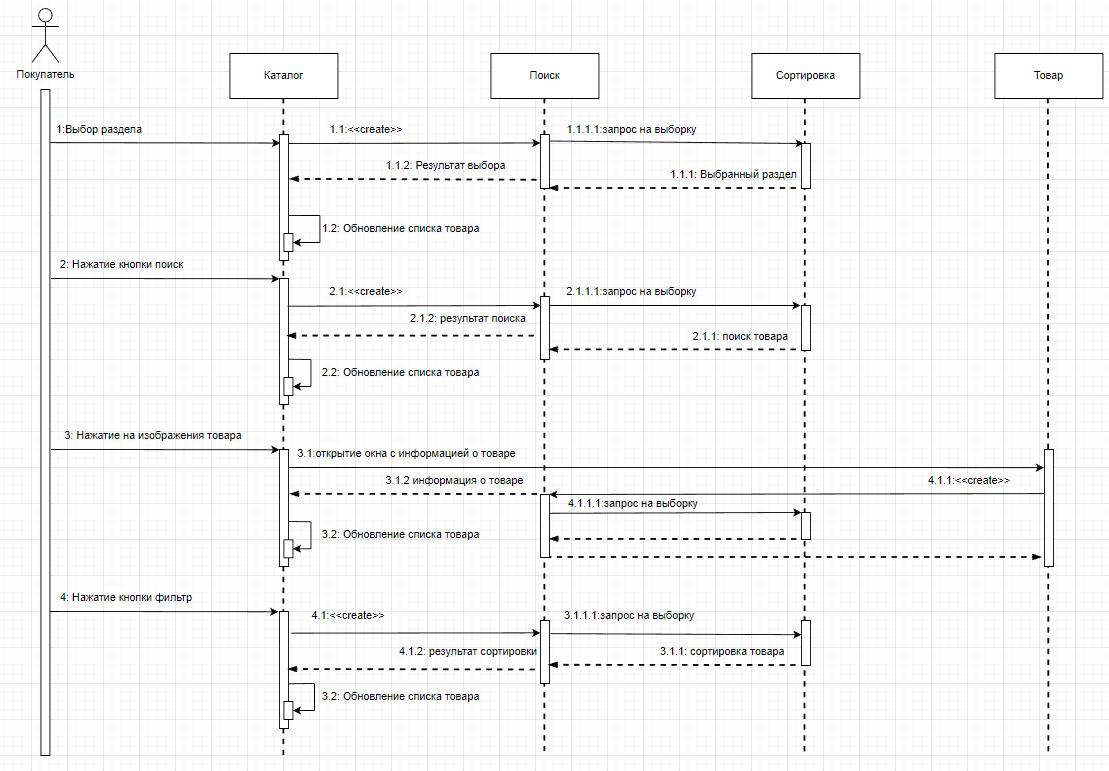 Покупатель
Каталог
Поиск
Сортировка
Товар
1:Выбор раздела
1.1:<<create>>
1.1.1.1:запрос на выборку
1.1.2: Результат выбора
1.1.1: Выбранный раздел
1.2: Обновление списка товара
2: Нажатие кнопки поиск
2.1:<<create>>
2.1.1.1:запрос на выборку
2.1.2: результат поиска
2.1.1: поиск товара
2.2: Обновление списка товара
3: Нажатие на изображения товара
3.1:открытие окна с информацией о товаре
3.1.2 информация о товаре
4.1.1:<<create>>
4.1.1.1:запрос на выборку
3.2: Обновление списка товара
4: Нажатие кнопки фильтр
4.1:<<create>>
3.1.1.1:запрос на выборку
4.1.2: результат сортировки
3.1.1: сортировка товара
3.2: Обновление списка товара